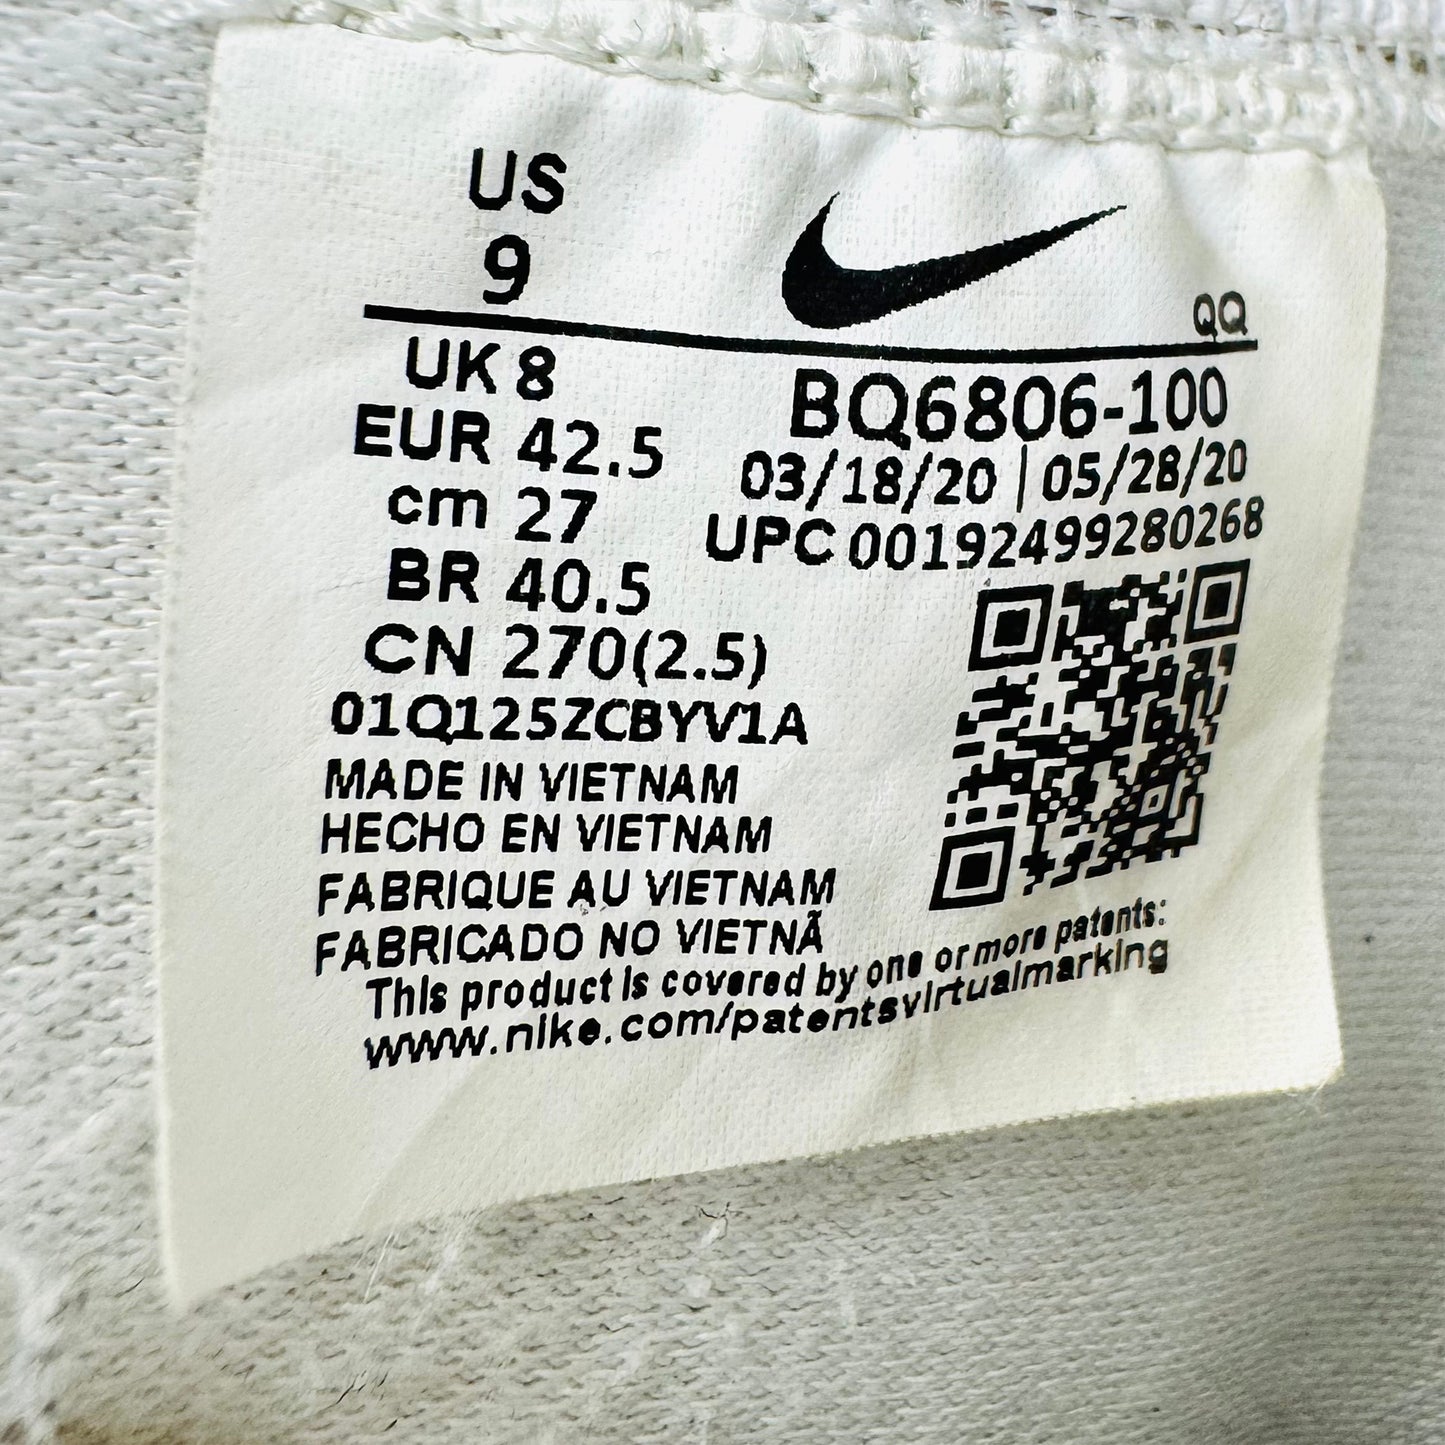 US
9
QQ
UK 8
EUR 42.5
cm 27
BR 40.5
CN 270(2.5)
BQ6806-100
03/18/20 | 05/28/20
UPC 00192499280268
01Q125ZCBYV1A
MADE IN VIETNAM
HECHO EN VIETNAM
FABRIQUE AU VIETNAM
FABRICADO NO VIETNÃ
This product is covered by one or more patents:
www.nike.com/patentsvirtualmarking